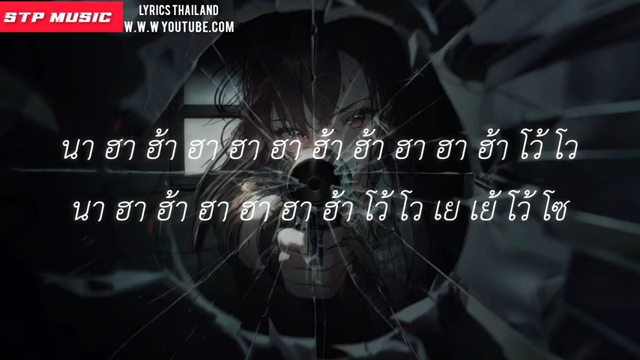 STP MUSIC
LYRICS THAILAND
W.W.W YOUTUBE.COM
นา ฮา ฮ้า ฮา ฮา ฮา ฮ้า ฮ้า ฮา ฮา ฮ้า โว้ โว
นา ฮา ฮ้า ฮา ฮา ฮา ฮ้า โว้ โว เย เย้ โว้ โซ